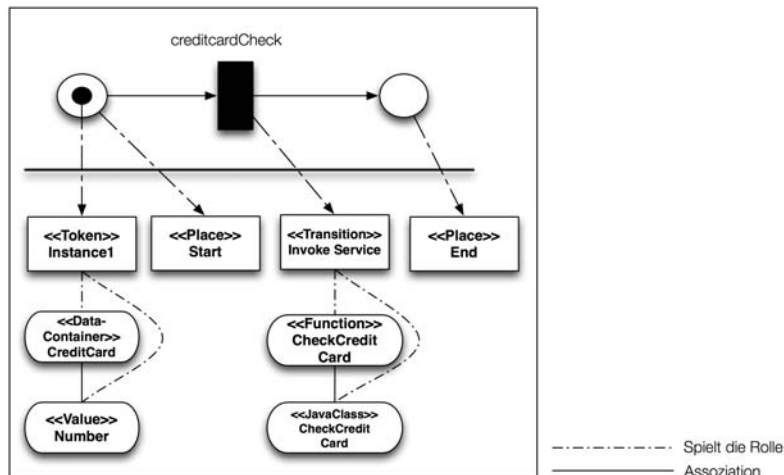 creditcardCheck
<<Token>>
Instance1
<<Place>>
Start
<<Transition>>
Invoke Service
<<Place>>
End
<<Data-
Container>>
CreditCard
<<Function>>
CheckCredit
Card
<<Value>>
Number
<<JavaClass>>
CheckCredit
Card
Spielt die Rolle
Assoziation